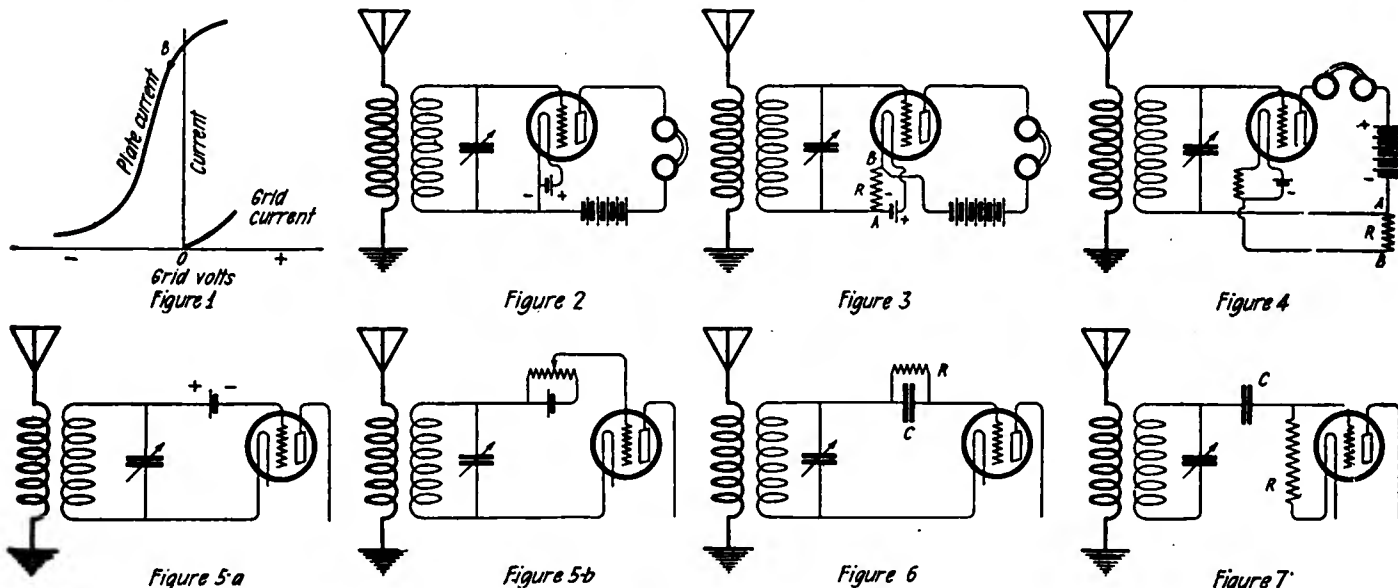 B
Plate current
Current
Grid
current
- 0 +
Grid volts
Figure 1
- +
Figure 2
B
R
- +
A
Figure 3
+
-
-
A
R
B
Figure 4
+ -
Figure 5-a
Figure 5-b
R
C
Figure 6
C
R
Figure 7